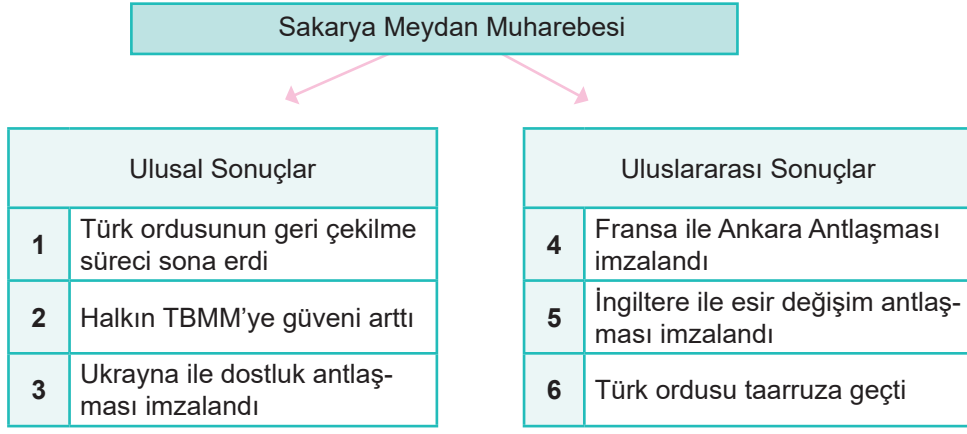 Sakarya Meydan Muharebesi
Ulusal Sonuçlar
1 Türk ordusunun geri çekilme
süreci sona erdi
2 Halkın TBMM’ye güveni arttı
3 Ukrayna ile dostluk antlaş-
ması imzalandı
Uluslararası Sonuçlar
4 Fransa ile Ankara Antlaşması
imzalandı
5 İngiltere ile esir değişim antlaş-
ması imzalandı
6 Türk ordusu taarruza geçti